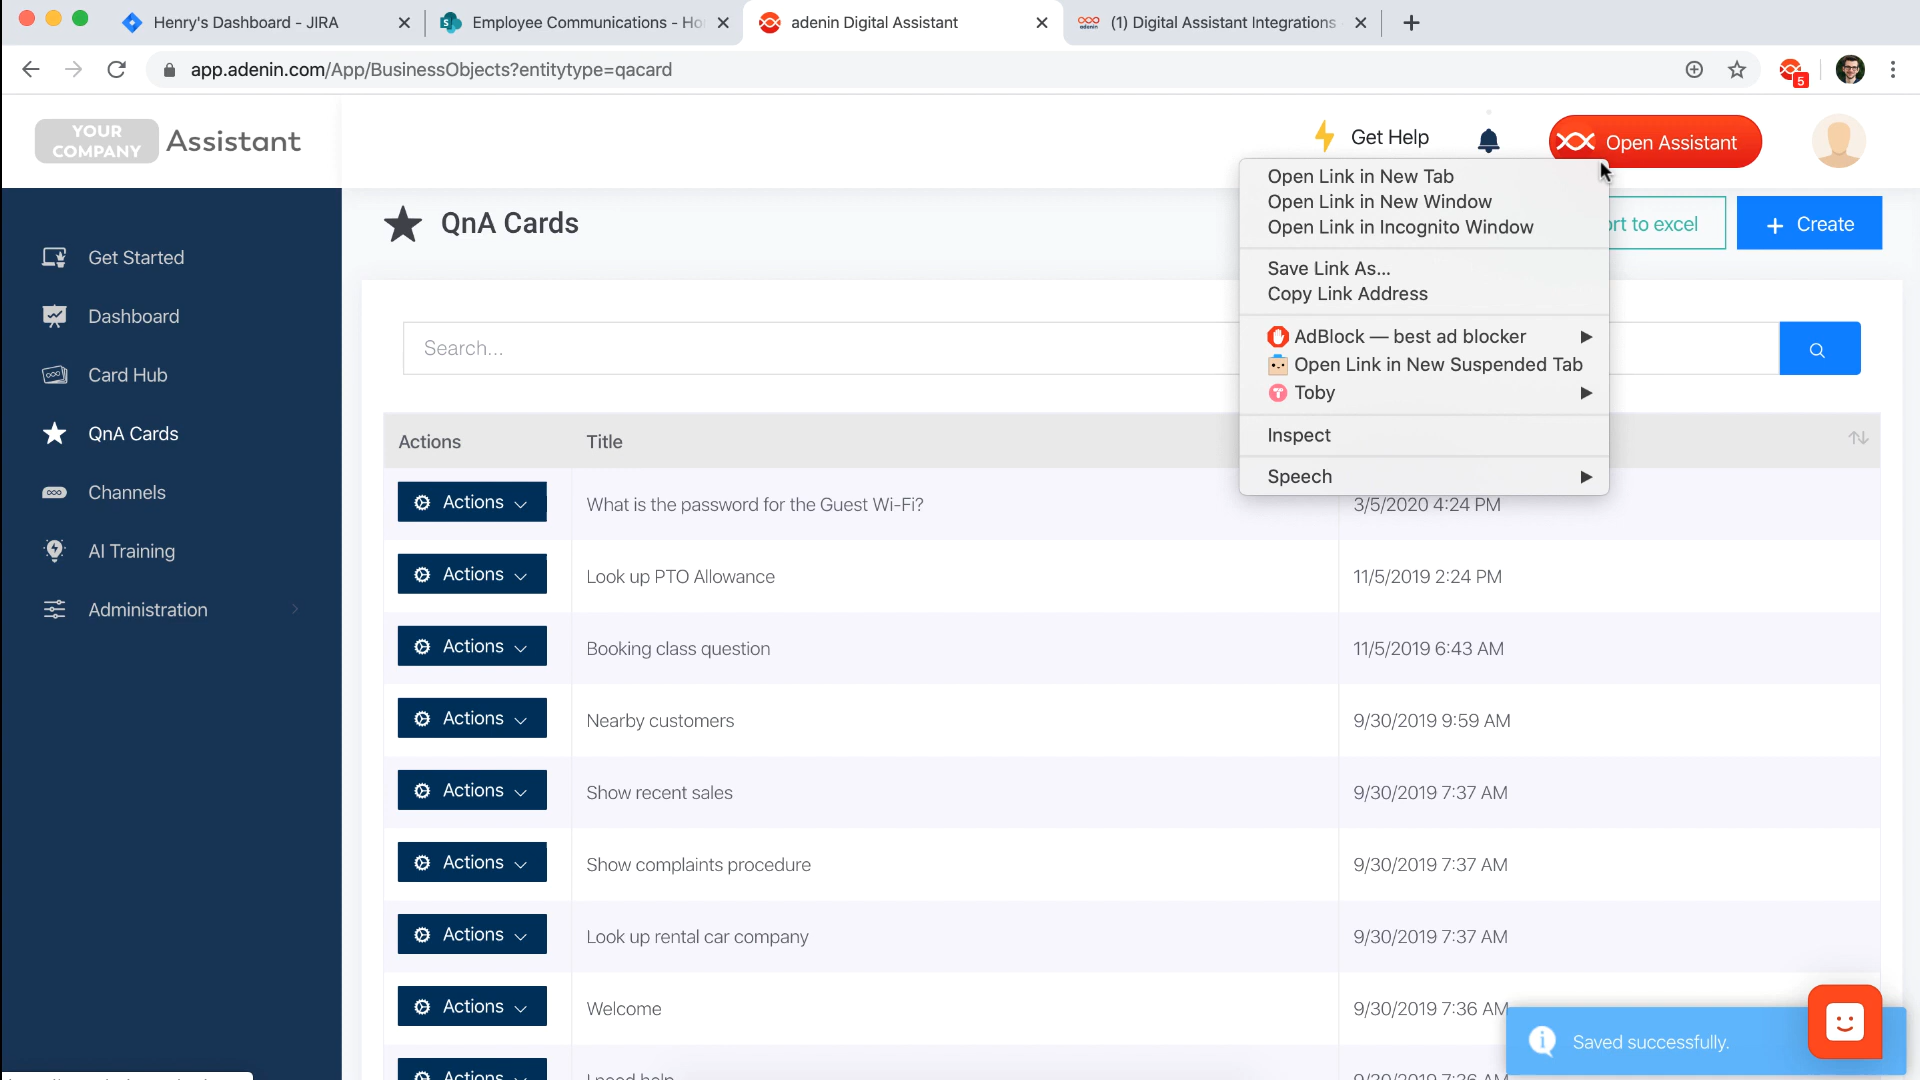 Henry's Dashboard - JIRA
Employee Communications - Ho
adenin Digital Assistant
(1) Digital Assistant Integrations
app.adenin.com/App/BusinessObjects?entitytype=qacard
5
YOUR COMPANY
Assistant
Get Help
Open Assistant
Get Started
Dashboard
Card Hub
QnA Cards
Channels
AI Training
Administration
QnA Cards
rt to excel
+ Create
Open Link in New Tab
Open Link in New Window
Open Link in Incognito Window
Save Link As...
Copy Link Address
AdBlock — best ad blocker
Open Link in New Suspended Tab
Toby
Inspect
Speech
Search...
Actions Title
Actions What is the password for the Guest Wi-Fi? 3/5/2020 4:24 PM
Actions Look up PTO Allowance 11/5/2019 2:24 PM
Actions Booking class question 11/5/2019 6:43 AM
Actions Nearby customers 9/30/2019 9:59 AM
Actions Show recent sales 9/30/2019 7:37 AM
Actions Show complaints procedure 9/30/2019 7:37 AM
Actions Look up rental car company 9/30/2019 7:37 AM
Actions Welcome 9/30/2019 7:36 AM
Actions I need help 9/30/2019 7:36 AM
Saved successfully.